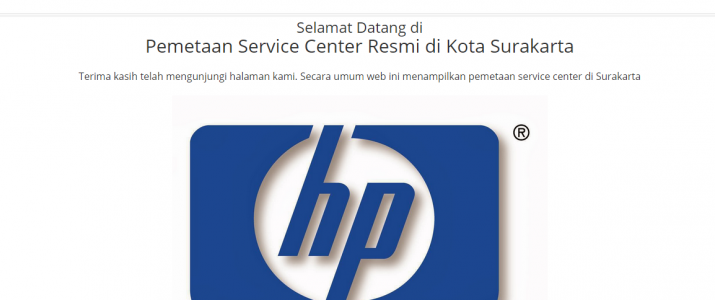 Selamat Datang di
Pemetaan Service Center Resmi di Kota Surakarta
Terima kasih telah mengunjungi halaman kami. Secara umum web ini menampilkan pemetaan service center di Surakarta
®
hp